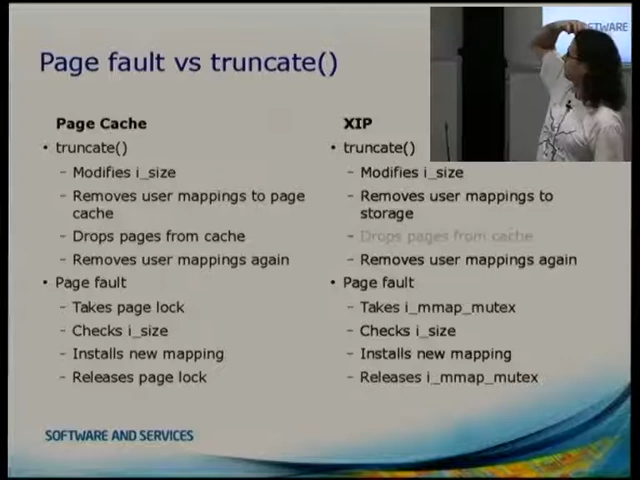 Page fault vs truncate()
Page Cache
• truncate()
– Modifies i_size
– Removes user mappings to page
cache
– Drops pages from cache
– Removes user mappings again
• Page fault
– Takes page lock
– Checks i_size
– Installs new mapping
– Releases page lock
XIP
• truncate()
– Modifies i_size
– Removes user mappings to
storage
– Drops pages from cache
– Removes user mappings again
• Page fault
– Takes i_mmap_mutex
– Checks i_size
– Installs new mapping
– Releases i_mmap_mutex
SOFTWARE AND SERVICES